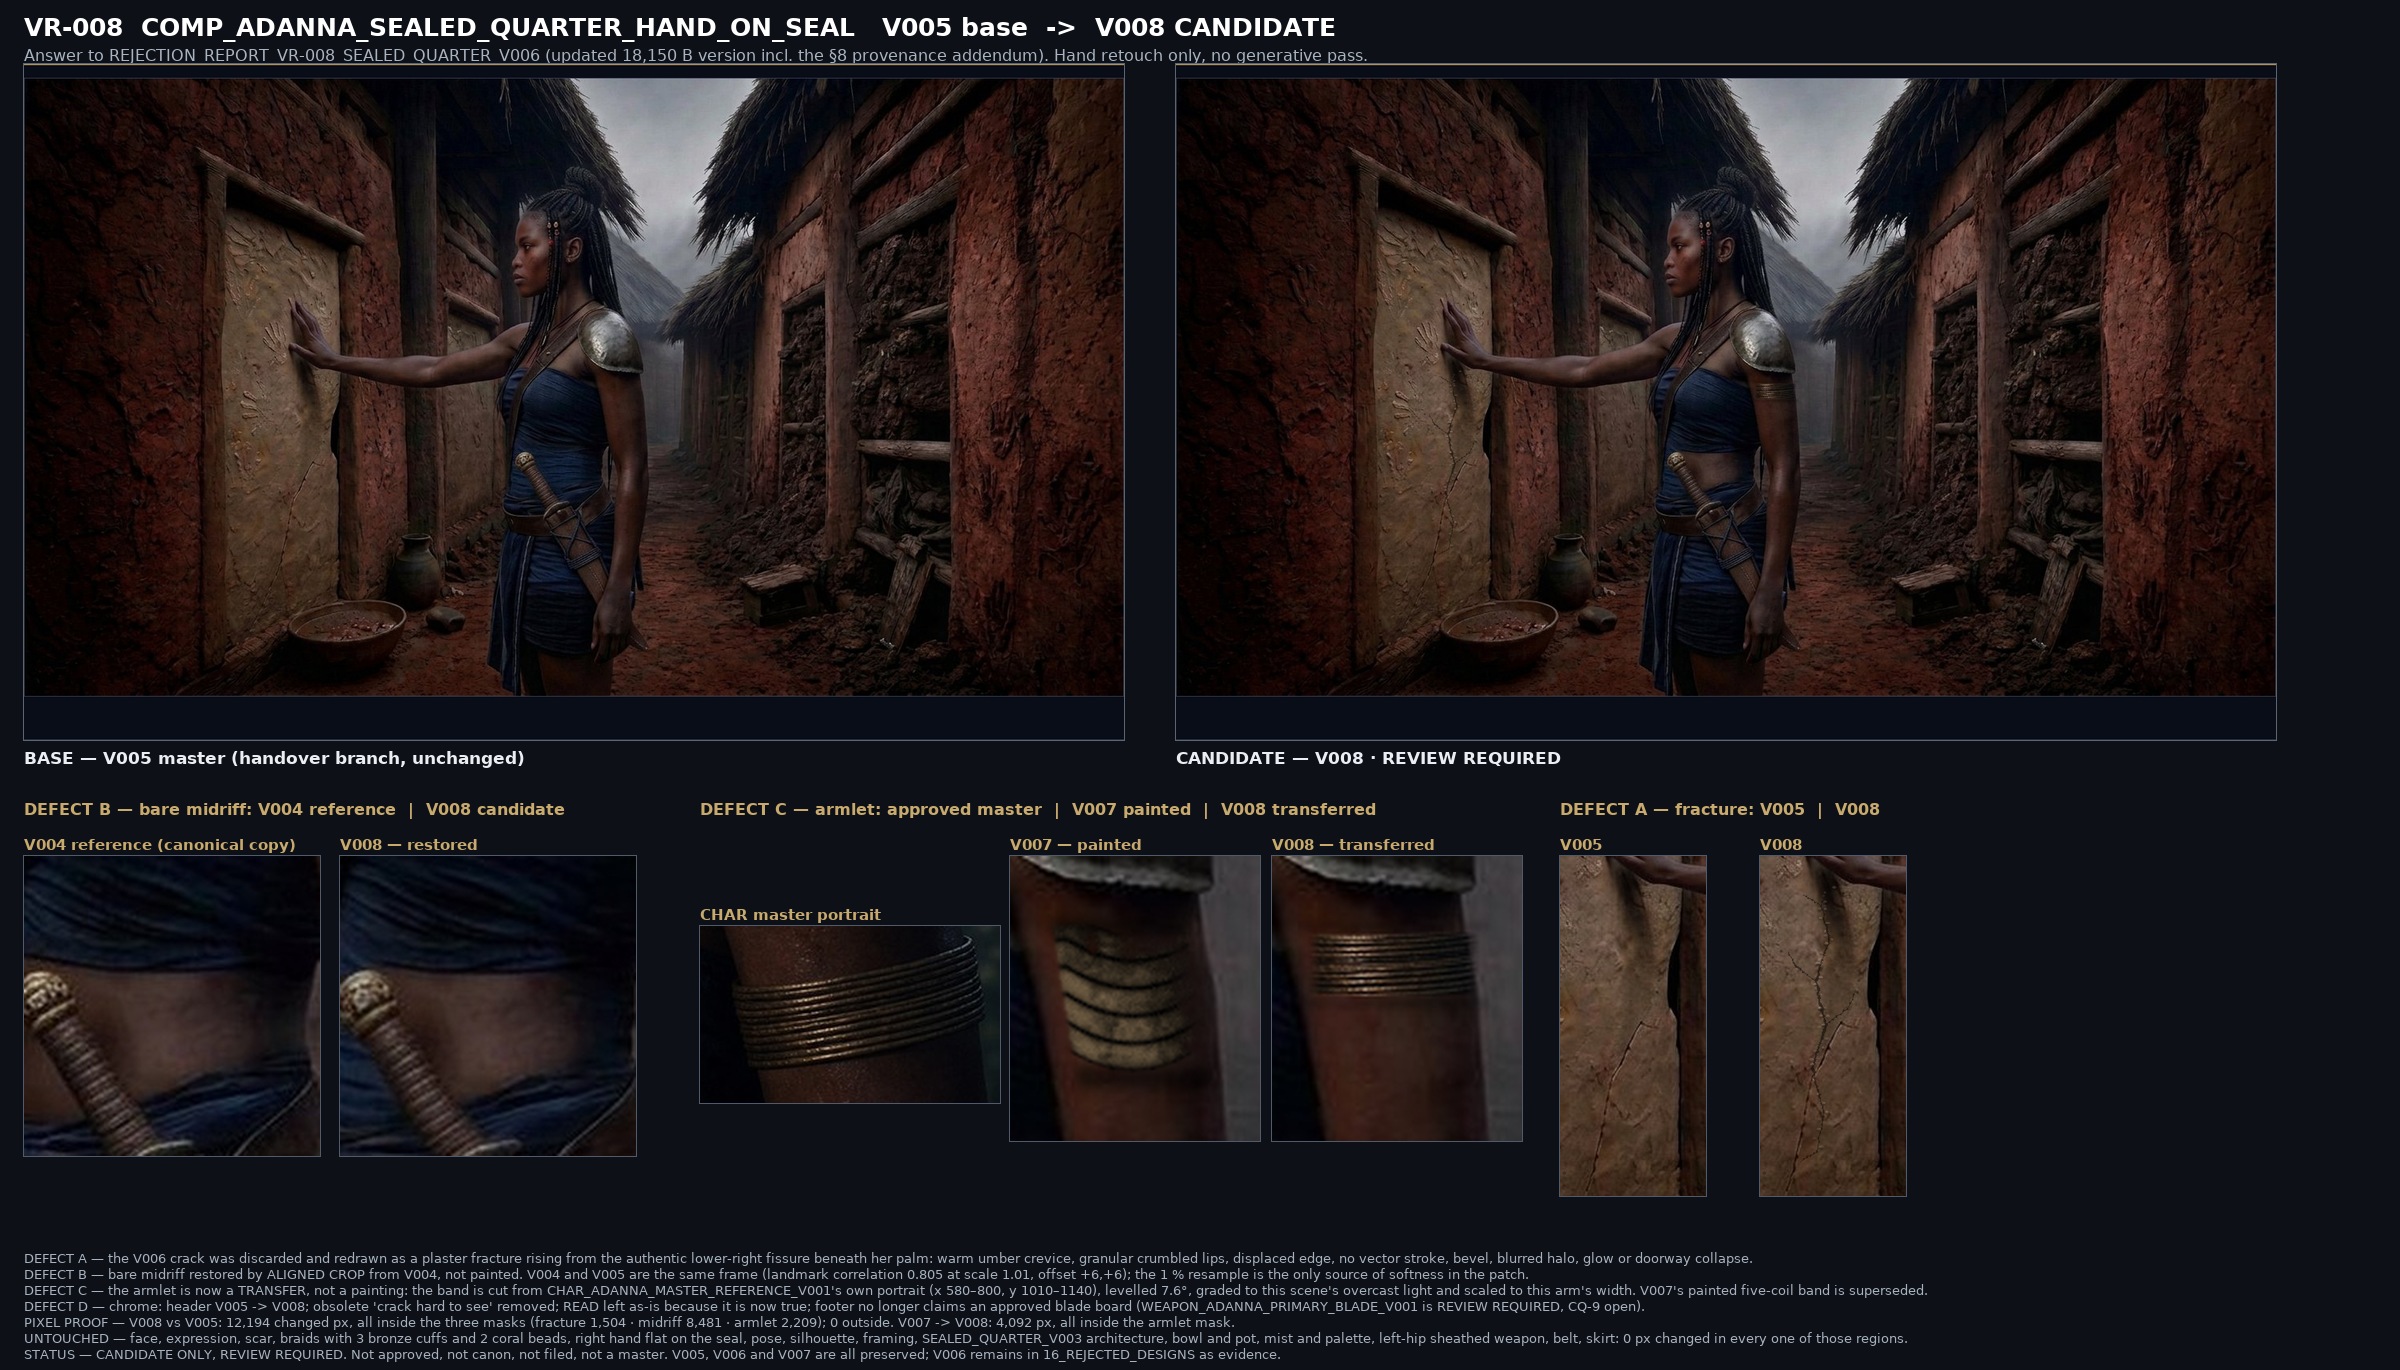 VR-008  COMP_ADANNA_SEALED_QUARTER_HAND_ON_SEAL   V005 base  ->  V008 CANDIDATE
Answer to REJECTION_REPORT_VR-008_SEALED_QUARTER_V006 (updated 18,150 B version incl. the §8 provenance addendum). Hand retouch only, no generative pass.
BASE — V005 master (handover branch, unchanged)
CANDIDATE — V008 · REVIEW REQUIRED
DEFECT B — bare midriff: V004 reference  |  V008 candidate
DEFECT C — armlet: approved master  |  V007 painted  |  V008 transferred
DEFECT A — fracture: V005  |  V008
V004 reference (canonical copy)
V008 — restored
V007 — painted
V008 — transferred
V005
V008
CHAR master portrait
DEFECT A — the V006 crack was discarded and redrawn as a plaster fracture rising from the authentic lower-right fissure beneath her palm: warm umber crevice, granular crumbled lips, displaced edge, no vector stroke, bevel, blurred halo, glow or doorway collapse.
DEFECT B — bare midriff restored by ALIGNED CROP from V004, not painted. V004 and V005 are the same frame (landmark correlation 0.805 at scale 1.01, offset +6,+6); the 1 % resample is the only source of softness in the patch.
DEFECT C — the armlet is now a TRANSFER, not a painting: the band is cut from CHAR_ADANNA_MASTER_REFERENCE_V001's own portrait (x 580–800, y 1010–1140), levelled 7.6°, graded to this scene's overcast light and scaled to this arm's width. V007's painted five-coil band is superseded.
DEFECT D — chrome: header V005 -> V008; obsolete 'crack hard to see' removed; READ left as-is because it is now true; footer no longer claims an approved blade board (WEAPON_ADANNA_PRIMARY_BLADE_V001 is REVIEW REQUIRED, CQ-9 open).
PIXEL PROOF — V008 vs V005: 12,194 changed px, all inside the three masks (fracture 1,504 · midriff 8,481 · armlet 2,209); 0 outside. V007 -> V008: 4,092 px, all inside the armlet mask.
UNTOUCHED — face, expression, scar, braids with 3 bronze cuffs and 2 coral beads, right hand flat on the seal, pose, silhouette, framing, SEALED_QUARTER_V003 architecture, bowl and pot, mist and palette, left-hip sheathed weapon, belt, skirt: 0 px changed in every one of those regions.
STATUS — CANDIDATE ONLY, REVIEW REQUIRED. Not approved, not canon, not filed, not a master. V005, V006 and V007 are all preserved; V006 remains in 16_REJECTED_DESIGNS as evidence.